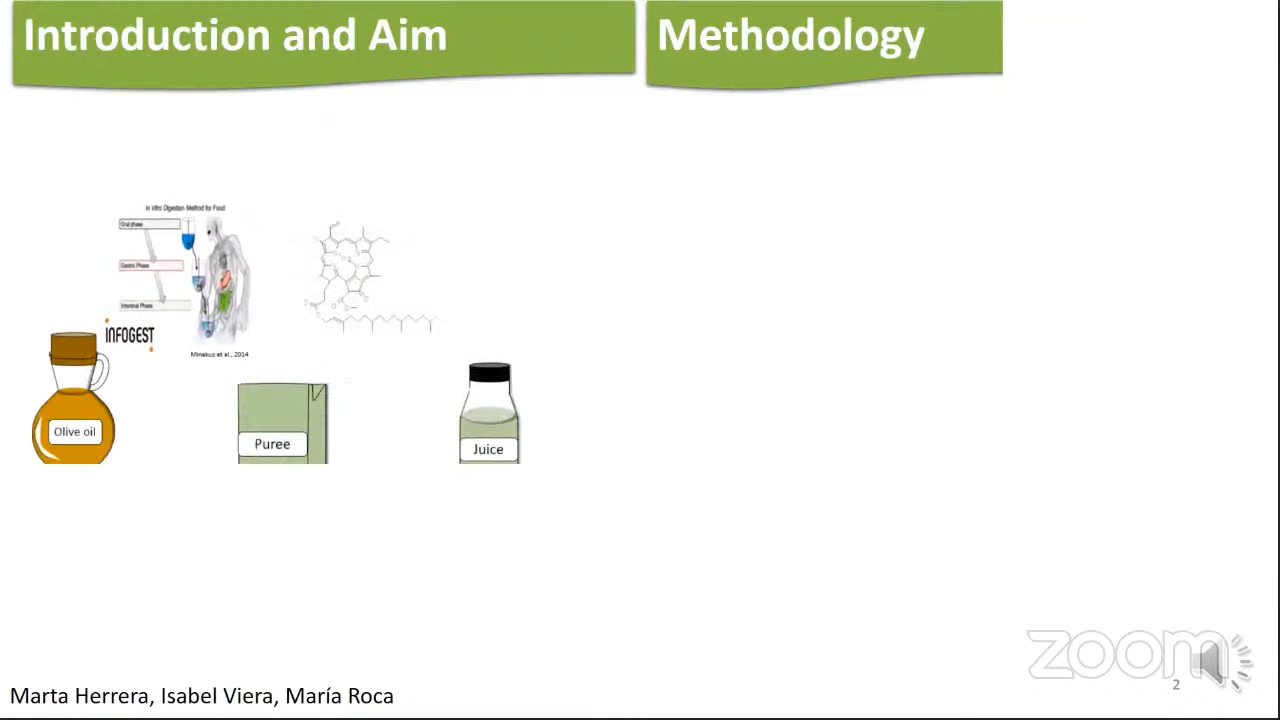 Introduction and Aim
Methodology
In Vitro Digestion Method for Food
Oral phase
Gastric Phase
Intestinal Phase
INFOGEST
Minekus et al., 2014
Olive oil
Puree
Juice
zoom
2
Marta Herrera, Isabel Viera, María Roca